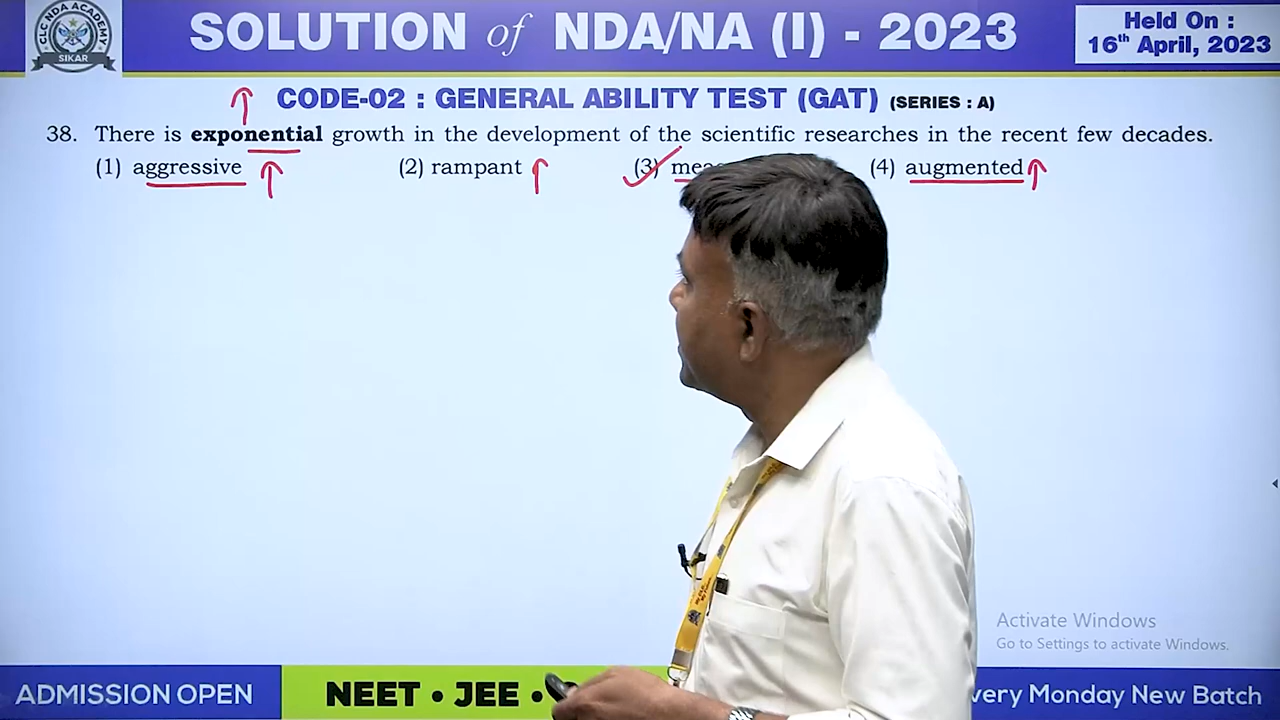 CLC NDA ACADEMY
SIKAR
SOLUTION of NDA/NA (I) - 2023
Held On :
16th April, 2023
CODE-02 : GENERAL ABILITY TEST (GAT) (SERIES : A)
38. There is exponential growth in the development of the scientific researches in the recent few decades.
(1) aggressive (2) rampant (3) (4) augmented
Activate Windows
Go to Settings to activate Windows.
ADMISSION OPEN
NEET • JEE •
Monday New Batch